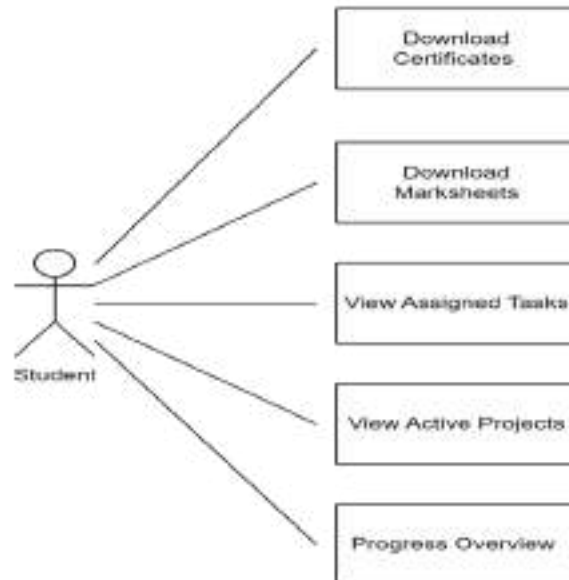 Download
Certificates
Download
Marksheets
View Assigned Tasks
Student
View Active Projects
Progress Overview